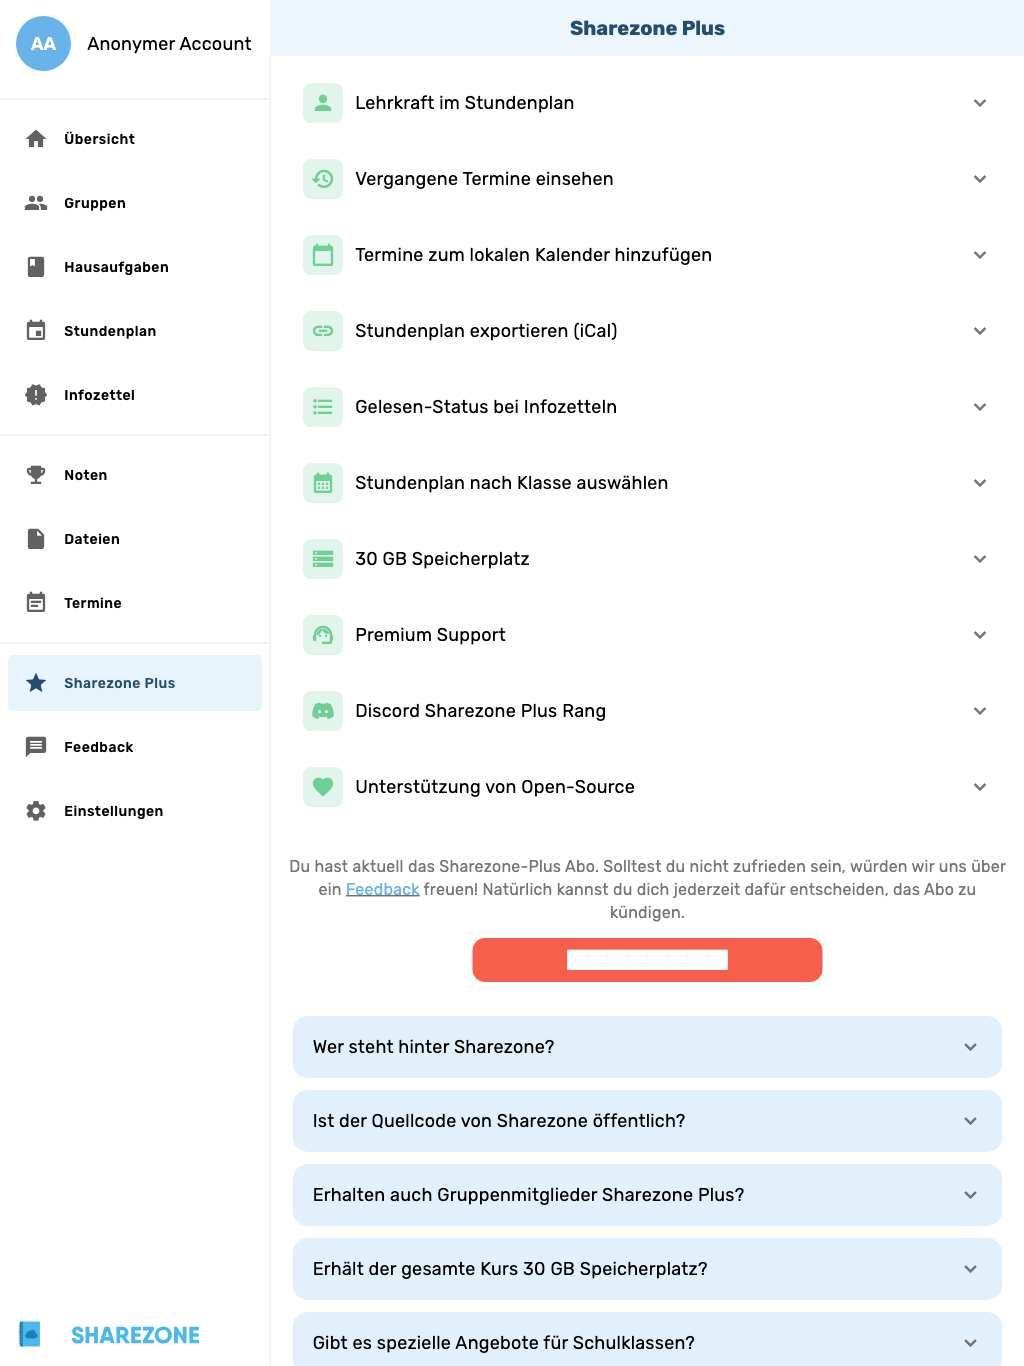 AA
Anonymer Account
Übersicht
Gruppen
Hausaufgaben
Stundenplan
Infozettel
Noten
Dateien
Termine
Sharezone Plus
Feedback
Einstellungen
SHAREZONE
Sharezone Plus
Lehrkraft im Stundenplan
Vergangene Termine einsehen
Termine zum lokalen Kalender hinzufügen
Stundenplan exportieren (iCal)
Gelesen-Status bei Infozetteln
Stundenplan nach Klasse auswählen
30 GB Speicherplatz
Premium Support
Discord Sharezone Plus Rang
Unterstützung von Open-Source
Du hast aktuell das Sharezone-Plus Abo. Solltest du nicht zufrieden sein, würden wir uns über
ein Feedback freuen! Natürlich kannst du dich jederzeit dafür entscheiden, das Abo zu
kündigen.
Wer steht hinter Sharezone?
Ist der Quellcode von Sharezone öffentlich?
Erhalten auch Gruppenmitglieder Sharezone Plus?
Erhält der gesamte Kurs 30 GB Speicherplatz?
Gibt es spezielle Angebote für Schulklassen?